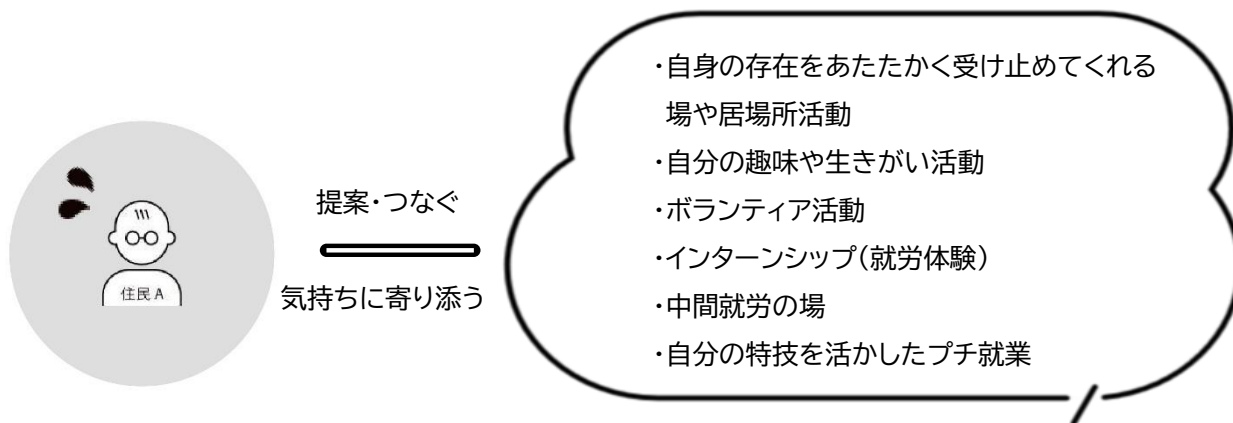 ・自身の存在をあたたかく受け止めてくれる
場や居場所活動
・自分の趣味や生きがい活動
・ボランティア活動
・インターンシップ(就労体験)
・中間就労の場
・自分の特技を活かしたプチ就業
提案・つなぐ
気持ちに寄り添う
住民A